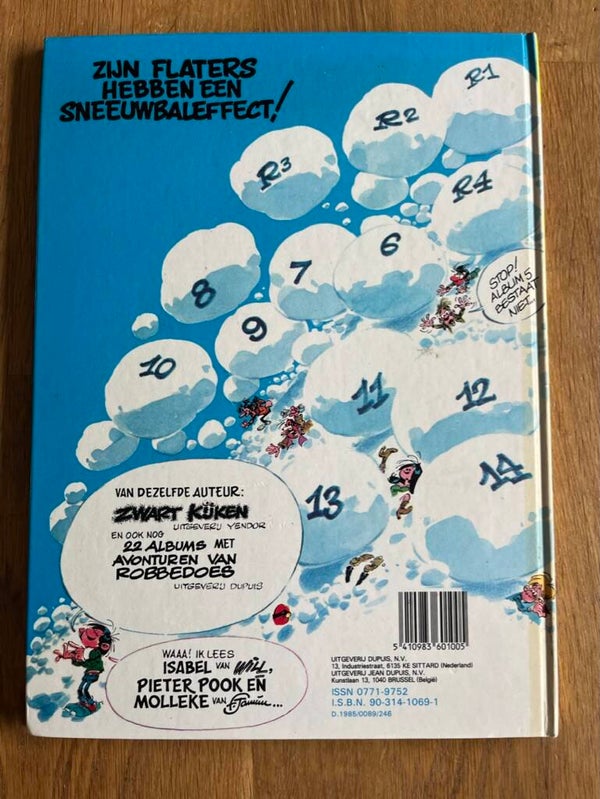 ZIJN FLATERS
HEBBEN EEN
SNEEUWBALEFFECT!
R1
R2
R3
R4
6
7
8
9
STOP!
ALBUM 5
BESTAAT
NIET...
10
11
12
13
14
VAN DEZELFDE AUTEUR:
ZWART KIJKEN
UITGEVERIJ YENDOR
EN OOK NOG
22 ALBUMS MET
AVONTUREN VAN
ROBBEDOES
UITGEVERIJ DUPUIS
WAAA! IK LEES
ISABEL VAN Will,
PIETER POOK EN
MOLLEKE VAN
5 410983 601005
UITGEVERIJ DUPUIS, N.V.
13, Industriestraat, 6135 KE SITTARD (Nederland)
UITGEVERIJ JEAN DUPUIS, N.V.
Kunstlaan 13, 1040 BRUSSEL (België)
ISSN 0771-9752
I.S.B.N. 90-314-1069-1
D.1985/0089/246